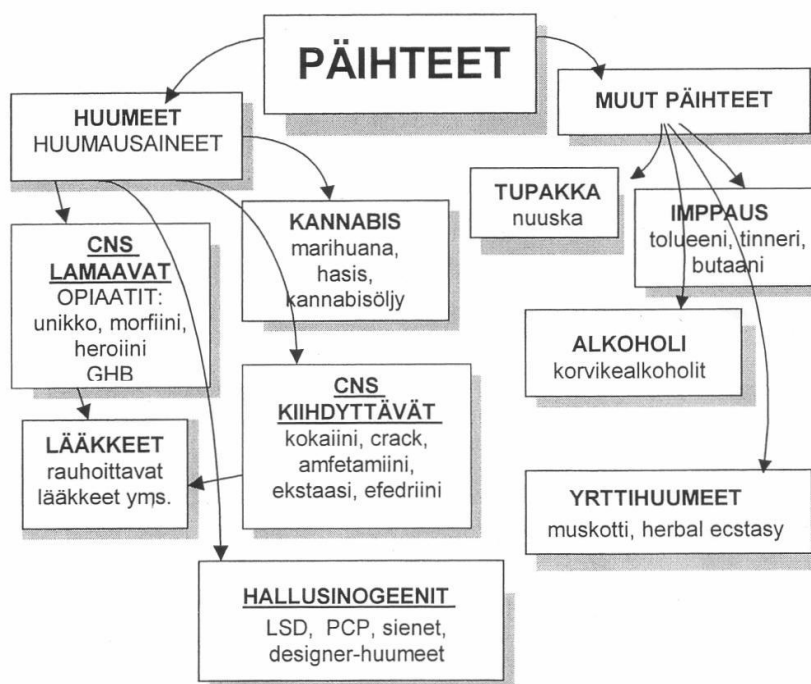 PÄIHTEET
HUUMEET
HUUMAUSAINEET
MUUT PÄIHTEET
CNS
LAMAAVAT
OPIAATIT:
unikko, morfiini,
heroiini
GHB
KANNABIS
marihuana,
hasis,
kannabisöljy
TUPAKKA
nuuska
IMPPAUS
tolueeni, tinneri,
butaani
ALKOHOLI
korvikealkoholit
CNS
KIIHDYTTÄVÄT
kokaiini, crack,
amfetamiini,
ekstaasi, efedriini
LÄÄKKEET
rauhoittavat
lääkkeet yms.
YRTTIHUUMEET
muskotti, herbal ecstasy
HALLUSINOGEENIT
LSD, PCP, sienet,
designer-huumeet